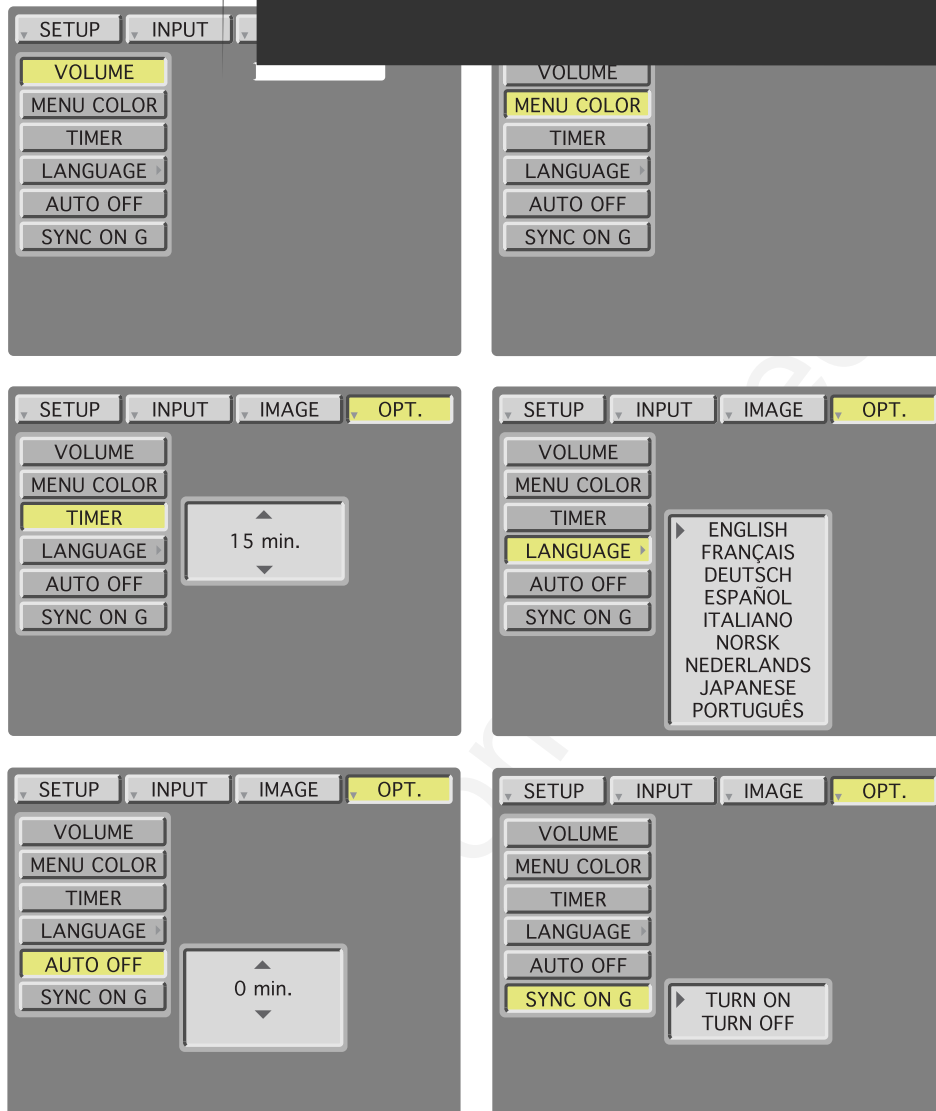 SETUP INPUT
VOLUME
MENU COLOR
TIMER
LANGUAGE
AUTO OFF
SYNC ON G
VOLUME
MENU COLOR
TIMER
LANGUAGE
AUTO OFF
SYNC ON G
SETUP INPUT IMAGE OPT.
VOLUME
MENU COLOR
TIMER
LANGUAGE
AUTO OFF
SYNC ON G
15 min.
SETUP INPUT IMAGE OPT.
VOLUME
MENU COLOR
TIMER
LANGUAGE
AUTO OFF
SYNC ON G
ENGLISH
FRANÇAIS
DEUTSCH
ESPAÑOL
ITALIANO
NORSK
NEDERLANDS
JAPANESE
PORTUGUÊS
SETUP INPUT IMAGE OPT.
VOLUME
MENU COLOR
TIMER
LANGUAGE
AUTO OFF
SYNC ON G
0 min.
SETUP INPUT IMAGE OPT.
VOLUME
MENU COLOR
TIMER
LANGUAGE
AUTO OFF
SYNC ON G
TURN ON
TURN OFF